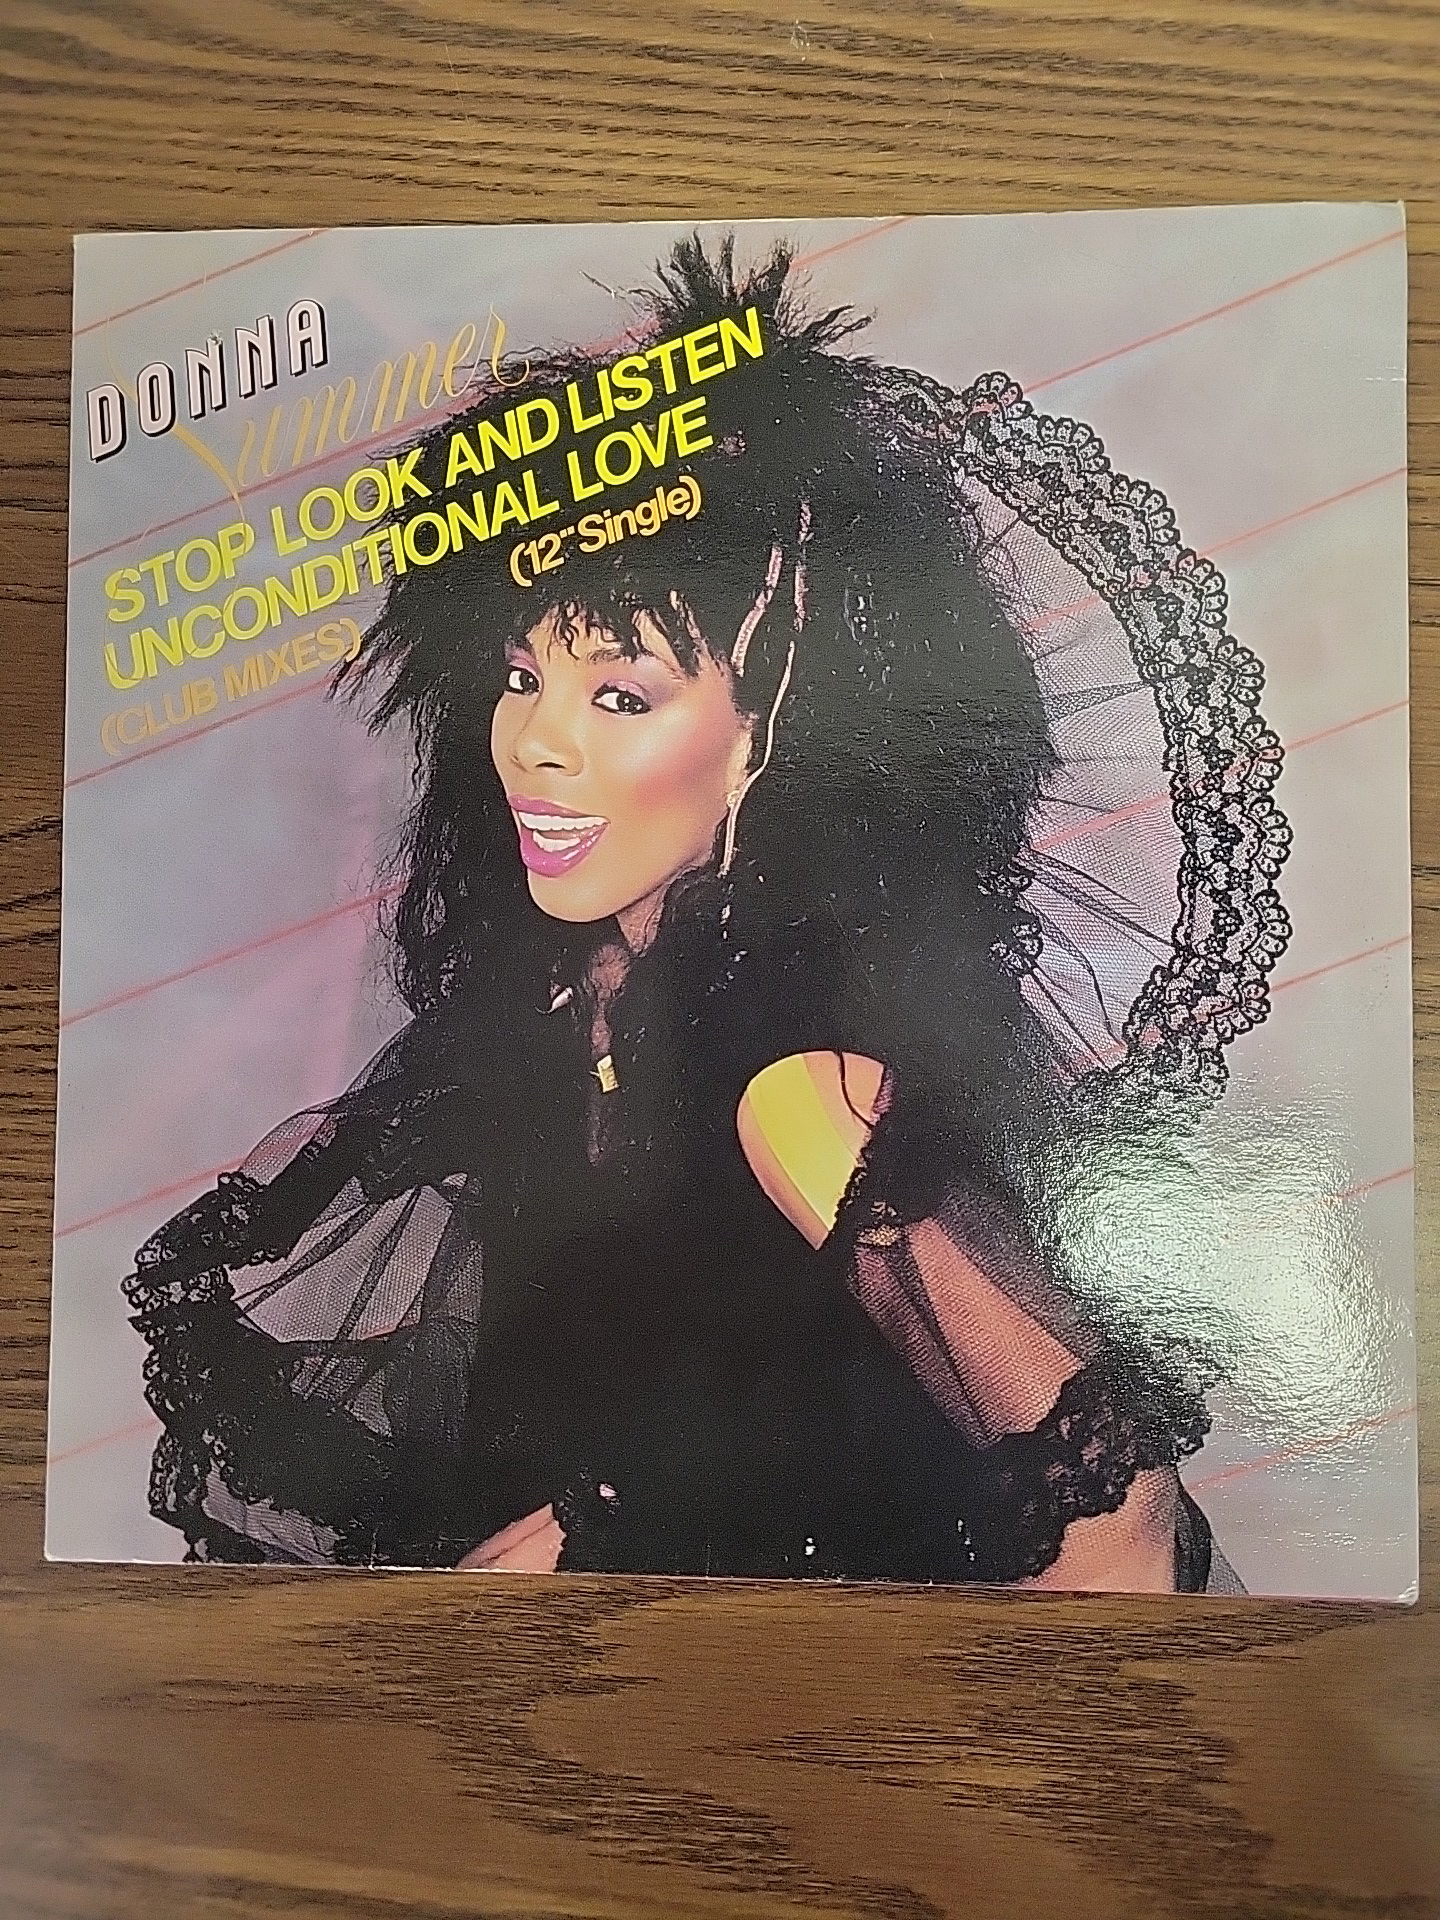 DONNA
Summer
STOP LOOK AND LISTEN
UNCONDITIONAL LOVE
(12" Single)
(CLUB MIXES)